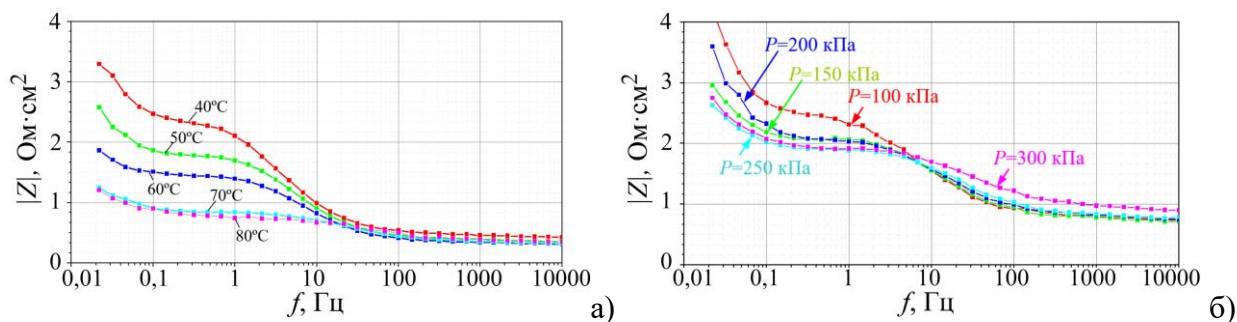 |Z|, Ом·см²
4
3
2
1
0
40ºC
50ºC
60ºC
70ºC
80ºC
0,01 0,1 1 10 100 1000 10000
f, Гц
а)
|Z|, Ом·см²
4
3
2
1
0
P=200 кПа
P=150 кПа
P=100 кПа
P=250 кПа
P=300 кПа
0,01 0,1 1 10 100 1000 10000
f, Гц
б)